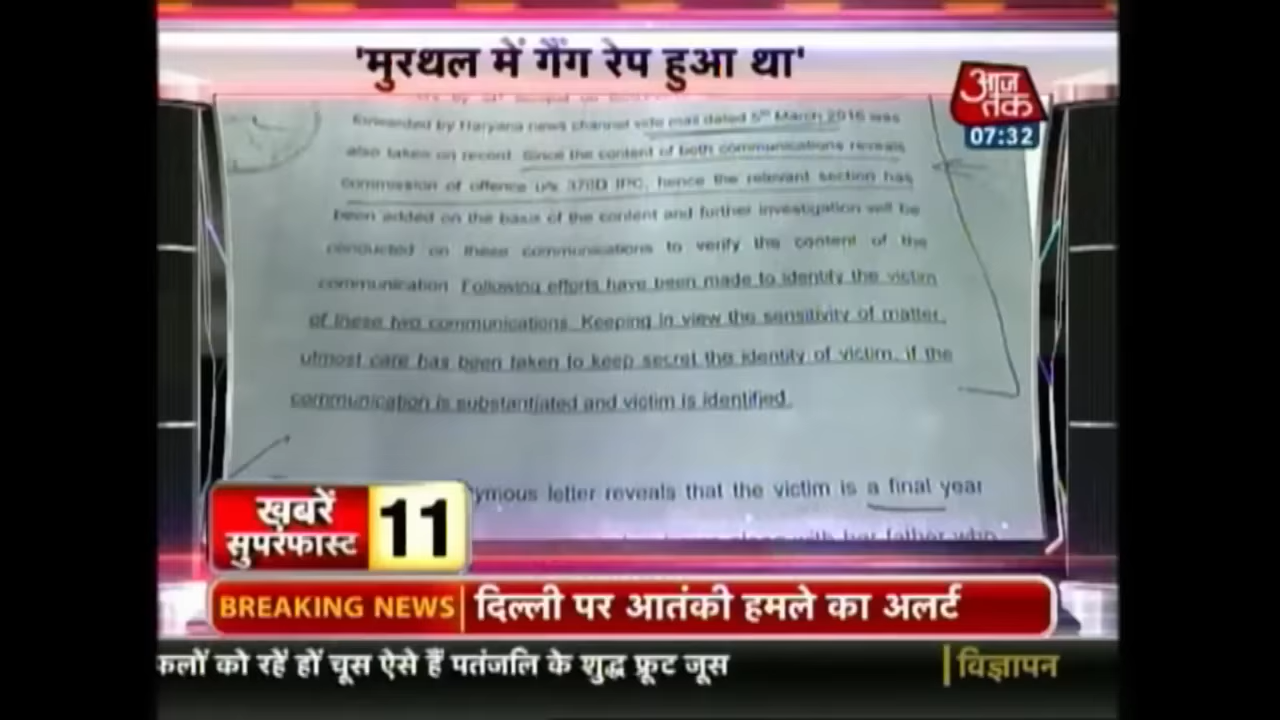 'मुरथल में गैंग रेप हुआ था'
आज
तक
07:32
forwarded by Haryana news channel vide mail dated 5th March 2016 was
also taken on record. Since the content of both communications reveals
commission of offence u/s 376D IPC, hence the relevant section has
been added on the basis of the content and further investigation will be
conducted on these communications to verify the content of the
communication. Following efforts have been made to identify the victim
of these two communications. Keeping in view the sensitivity of matter,
utmost care has been taken to keep secret the identity of victim, if the
communication is substantiated and victim is identified.
ymous letter reveals that the victim is a final year
with her father who
ख़बरें
सुपरफास्ट
11
BREAKING NEWS
दिल्ली पर आतंकी हमले का अलर्ट
फलों को रहें हों चूस ऐसे हैं पतंजलि के शुद्ध फ्रूट जूस
विज्ञापन